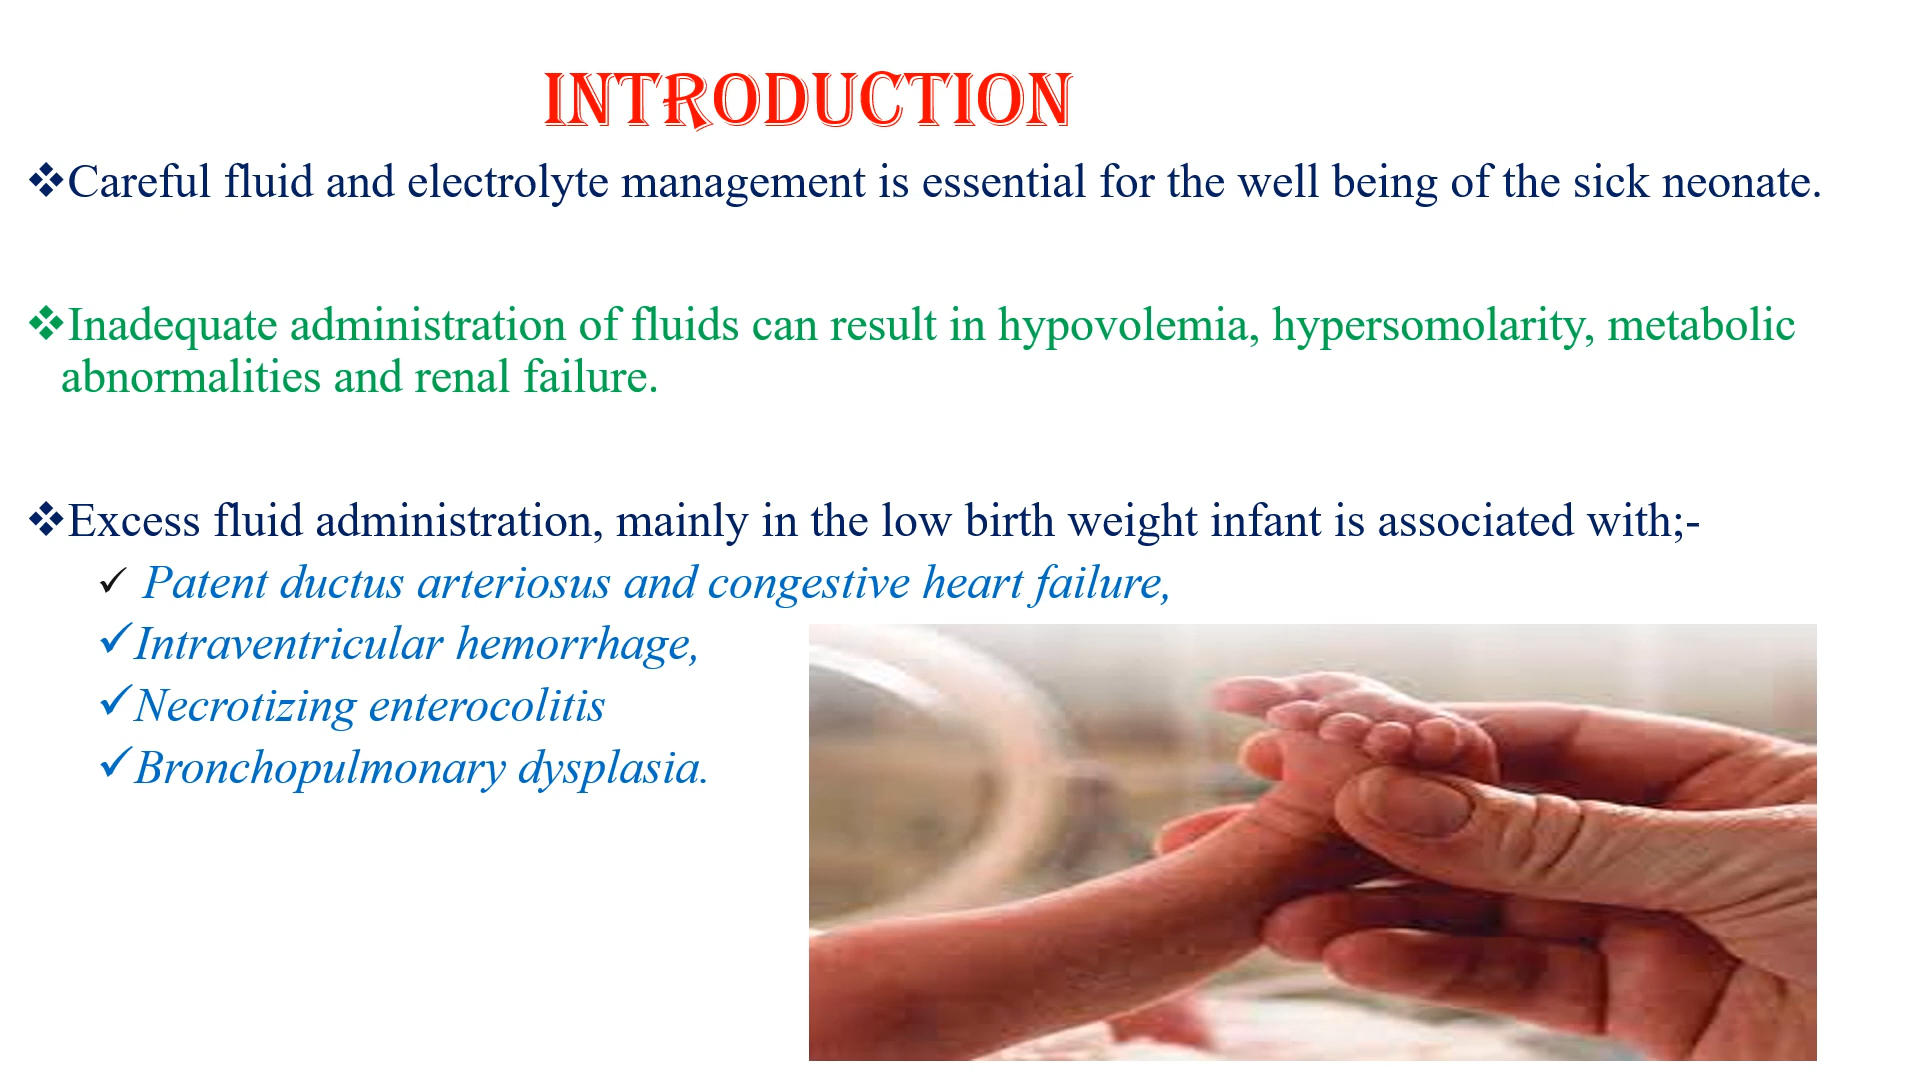 INTRODUCTION
❖Careful fluid and electrolyte management is essential for the well being of the sick neonate.
❖Inadequate administration of fluids can result in hypovolemia, hypersomolarity, metabolic
abnormalities and renal failure.
❖Excess fluid administration, mainly in the low birth weight infant is associated with;-
✓ Patent ductus arteriosus and congestive heart failure,
✓Intraventricular hemorrhage,
✓Necrotizing enterocolitis
✓Bronchopulmonary dysplasia.